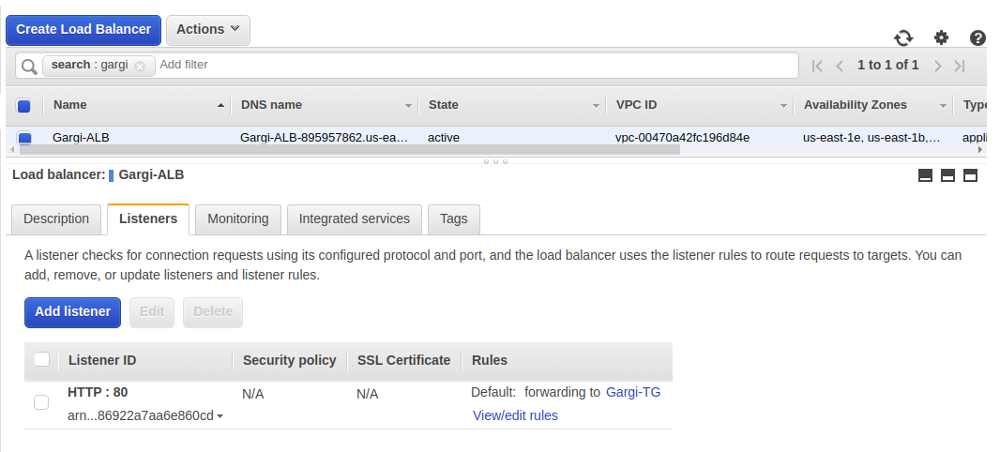 Create Load Balancer Actions
search : gargi Add filter 1 to 1 of 1
Name DNS name State VPC ID Availability Zones Type
Gargi-ALB Gargi-ALB-895957862.us-ea... active vpc-00470a42fc196d84e us-east-1e, us-east-1b,... appli
Load balancer: Gargi-ALB
Description Listeners Monitoring Integrated services Tags
A listener checks for connection requests using its configured protocol and port, and the load balancer uses the listener rules to route requests to targets. You can
add, remove, or update listeners and listener rules.
Add listener Edit Delete
Listener ID Security policy SSL Certificate Rules
HTTP : 80 N/A N/A Default: forwarding to Gargi-TG
arn...86922a7aa6e860cd View/edit rules